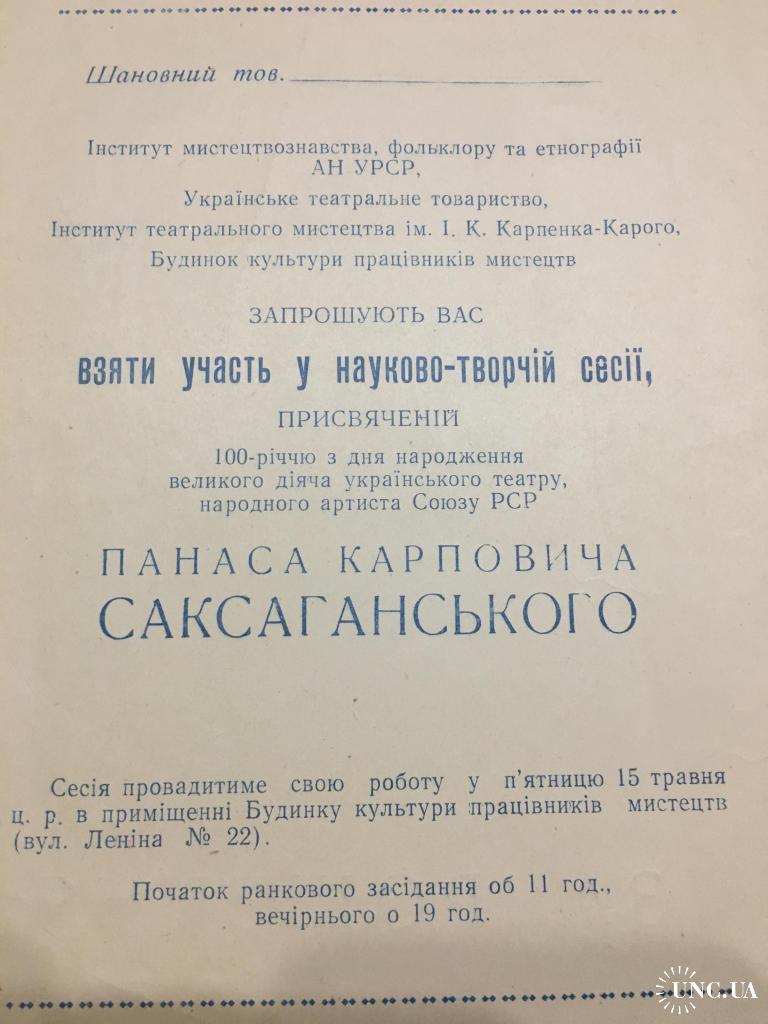 Шановний тов.
Інститут мистецтвознавства, фольклору та етнографії
АН УРСР,
Українське театральне товариство,
Інститут театрального мистецтва ім. І. К. Карпенка-Карого,
Будинок культури працівників мистецтв
ЗАПРОШУЮТЬ ВАС
взяти участь у науково-творчій сесії,
ПРИСВЯЧЕНІЙ
100-річчю з дня народження
великого діяча українського театру,
народного артиста Союзу РСР
ПАНАСА КАРПОВИЧА
САКСАГАНСЬКОГО
Сесія провадитиме свою роботу у п'ятницю 15 травня
ц. р. в приміщенні Будинку культури працівників мистецтв
(вул. Леніна № 22).
Початок ранкового засідання об 11 год.,
вечірнього о 19 год.
UNC.UA